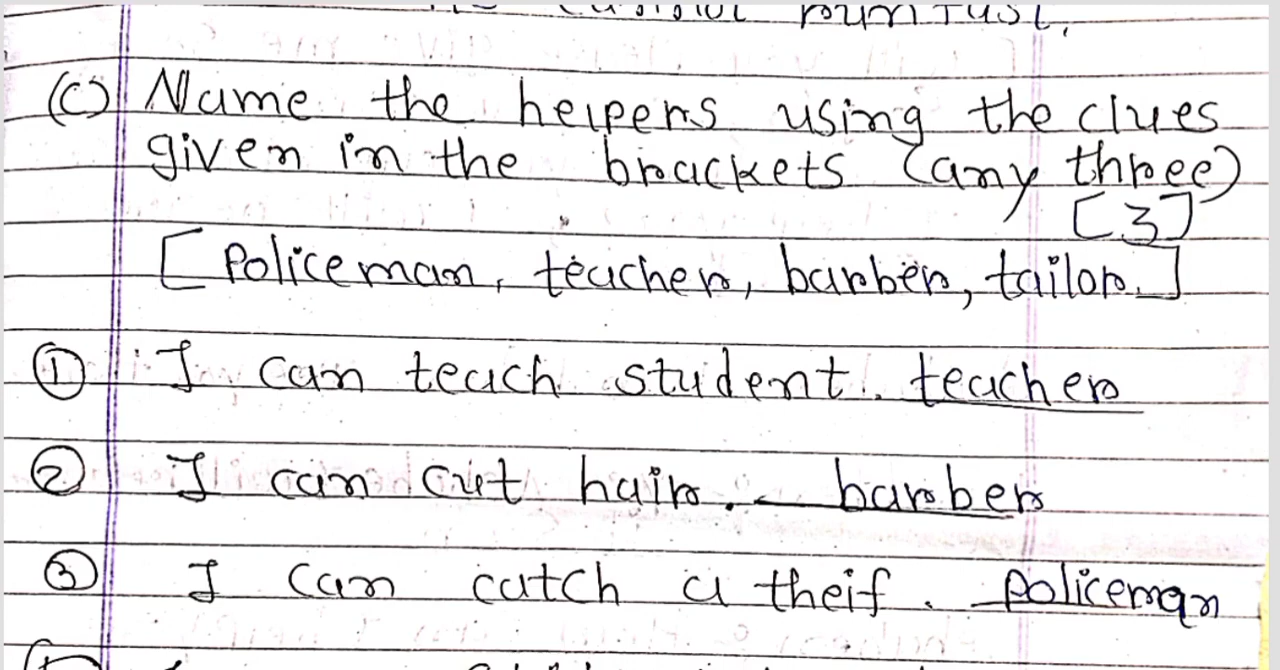 (C) Name the helpers using the clues
given in the brackets (any three)
[3]
[Policeman, teacher, barber, tailor.]
① I can teach student. teacher
② I can cut hair. barber
③ I can catch a theif. policeman